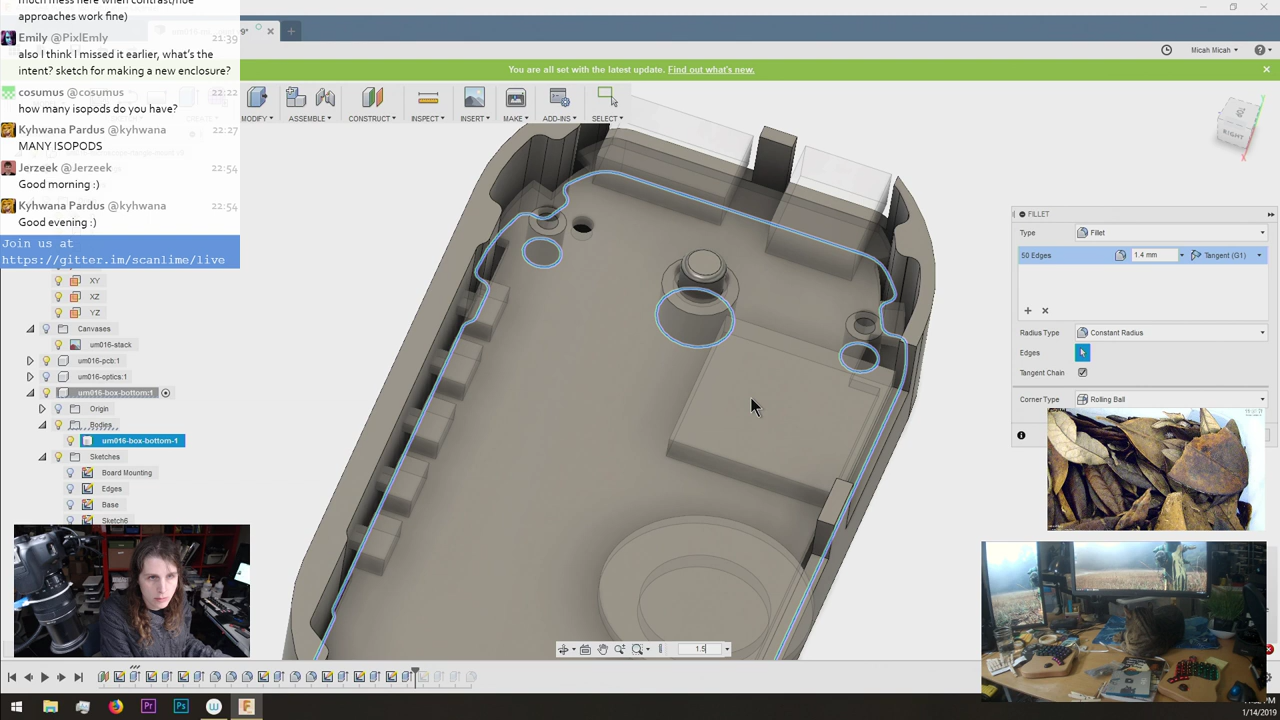 much mess here when contrast/hue
approaches work fine)
Emily @PixlEmly 21:39
also I think I missed it earlier, what's the
intent? sketch for making a new enclosure?
cosumus @cosumus 22:22
how many isopods do you have?
Kyhwana Pardus @kyhwana 22:27
MANY ISOPODS
Jerzeek @Jerzeek 22:54
Good morning :)
Kyhwana Pardus @kyhwana 22:54
Good evening :)
Join us at
https://gitter.im/scanlime/live
Micah Micah
You are all set with the latest update. Find out what's new.
MODIFY ASSEMBLE CONSTRUCT INSPECT INSERT MAKE ADD-INS SELECT
RIGHT
FILLET
Type Fillet
50 Edges 1.4 mm Tangent (G1)
Radius Type Constant Radius
Edges
Tangent Chain
Corner Type Rolling Ball
XY
XZ
YZ
Canvases
um016-stack
um016-pcb:1
um016-optics:1
um016-box-bottom:1
Origin
Bodies
um016-box-bottom-1
Sketches
Board Mounting
Edges
Base
Sketch6
1.5
1/14/2019